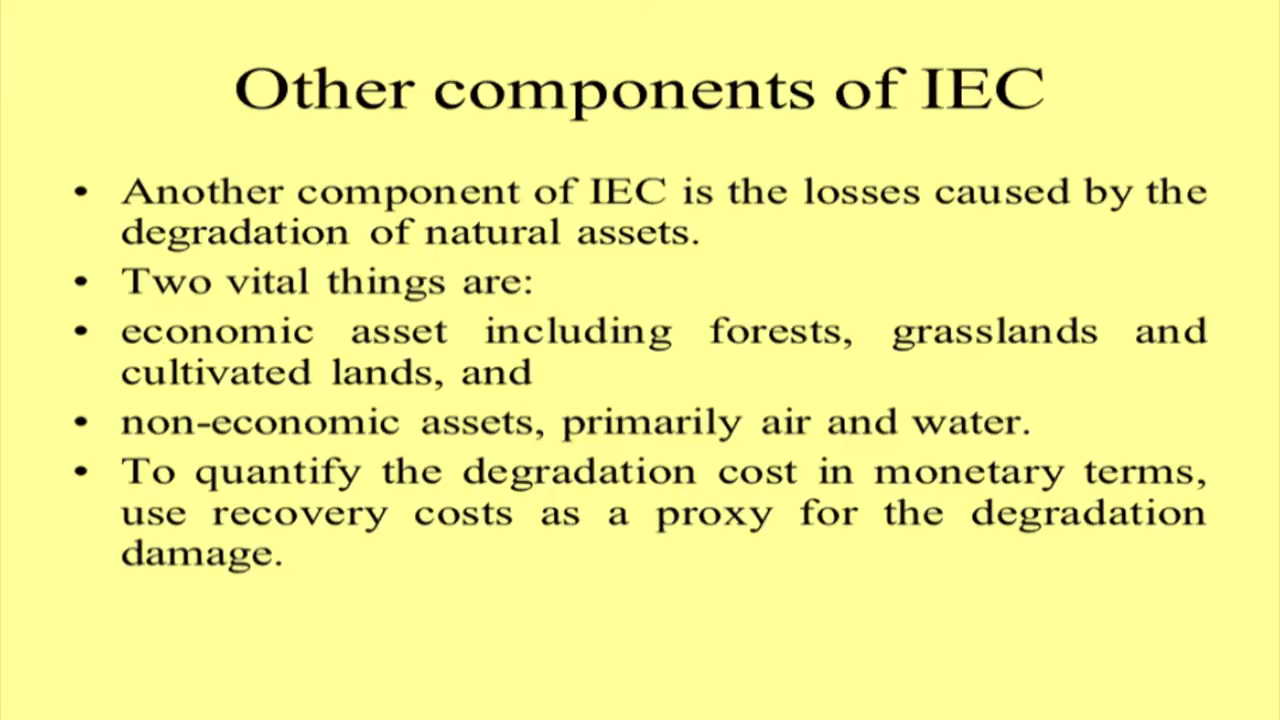 Other components of IEC
• Another component of IEC is the losses caused by the
degradation of natural assets.
• Two vital things are:
• economic asset including forests, grasslands and
cultivated lands, and
• non-economic assets, primarily air and water.
• To quantify the degradation cost in monetary terms,
use recovery costs as a proxy for the degradation
damage.